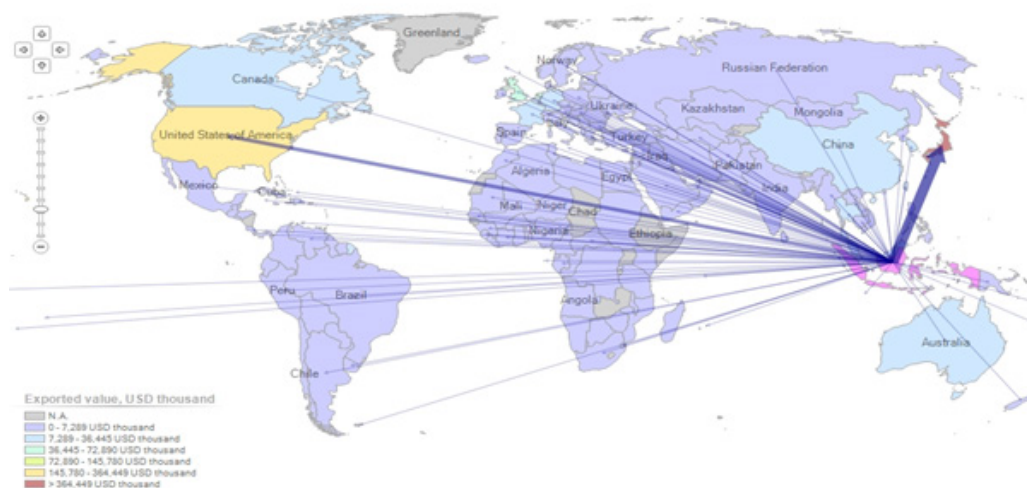 Greenland
Norway
Russian Federation
Canada
Ukraine
Kazakhstan
Mongolia
United States of America
Spain
Italy
Turkey
China
Iraq
Pakistan
Mexico
Algeria
Egypt
India
Cuba
Mali
Niger
Chad
Nigeria
Ethiopia
Peru
Brazil
Angola
Australia
Chile
Exported value, USD thousand
N.A.
0 - 7,289 USD thousand
7,289 - 36,445 USD thousand
36,445 - 72,890 USD thousand
72,890 - 145,780 USD thousand
145,780 - 364,449 USD thousand
> 364,449 USD thousand